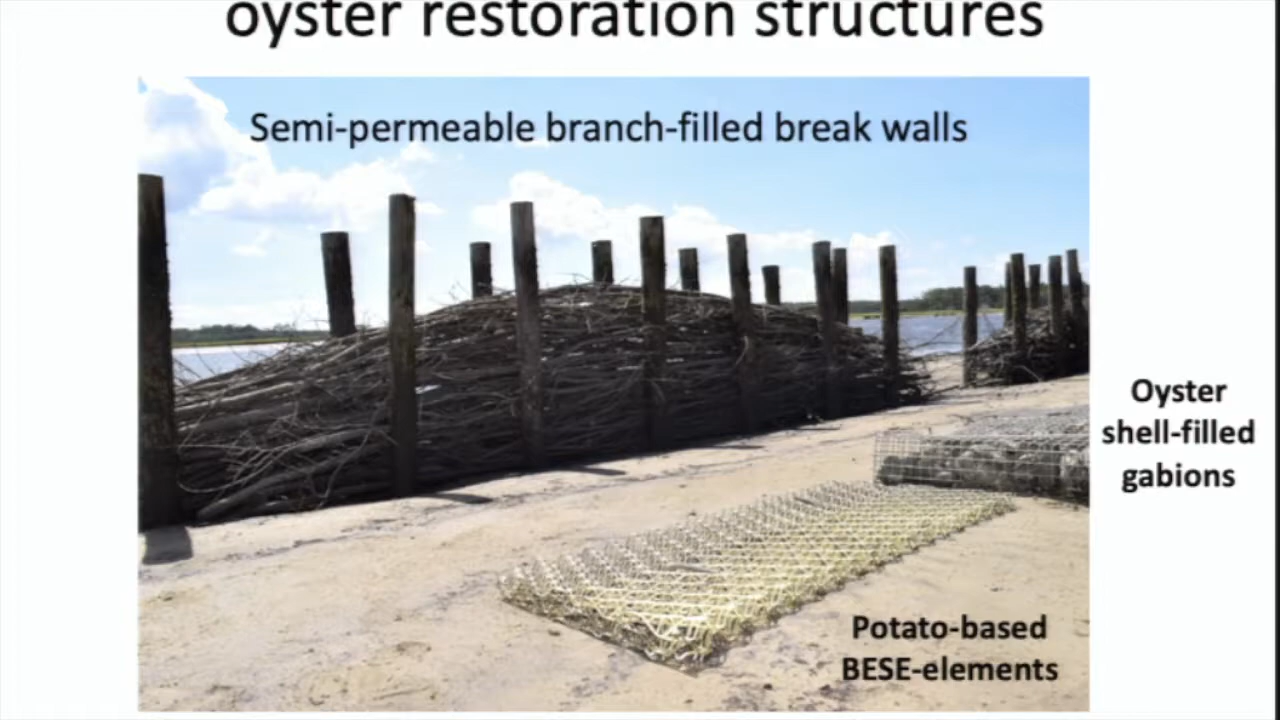 oyster restoration structures
Semi-permeable branch-filled break walls
Oyster
shell-filled
gabions
Potato-based
BESE-elements